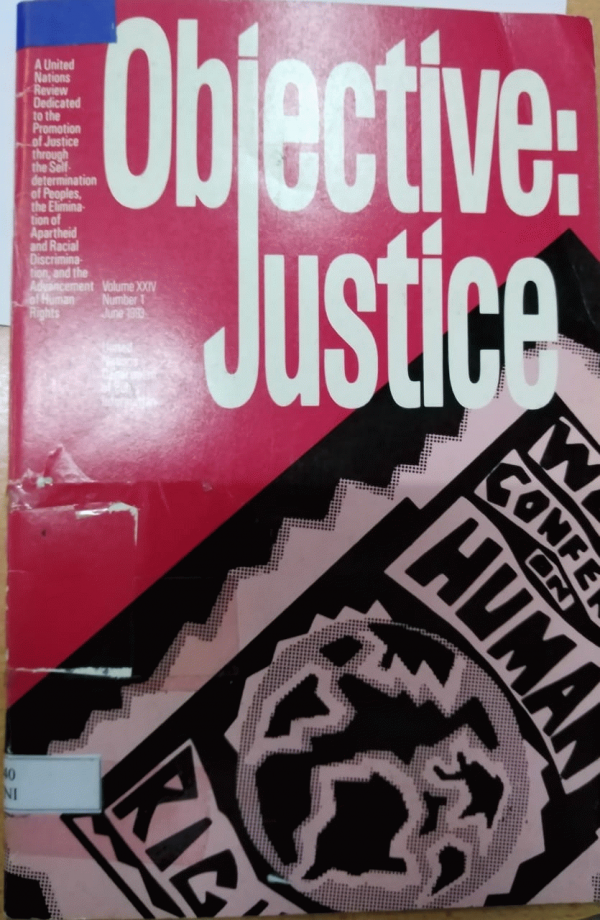 Objective:
Justice
A United
Nations
Review
Dedicated
to the
Promotion
of Justice
through
the Self-
determination
of Peoples,
the Elimina-
tion of
Apartheid
and Racial
Discrimina-
tion, and the
Advancement
of Human
Rights
Volume XXIV
Number 1
June
CONFER
ON
HUMAN
40
NI